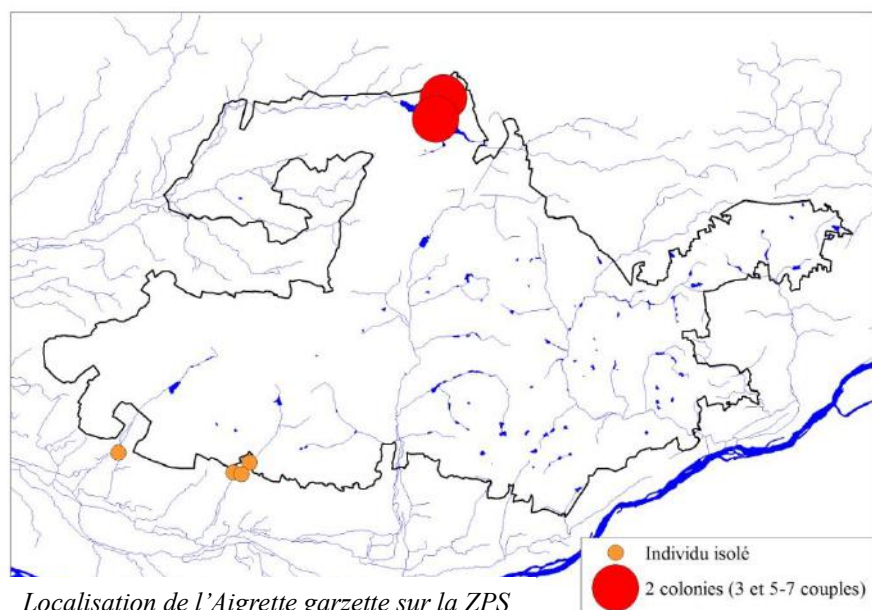 Individu isolé
2 colonies (3 et 5-7 couples)
Localisation de l'Aigrette garzette sur la ZPS